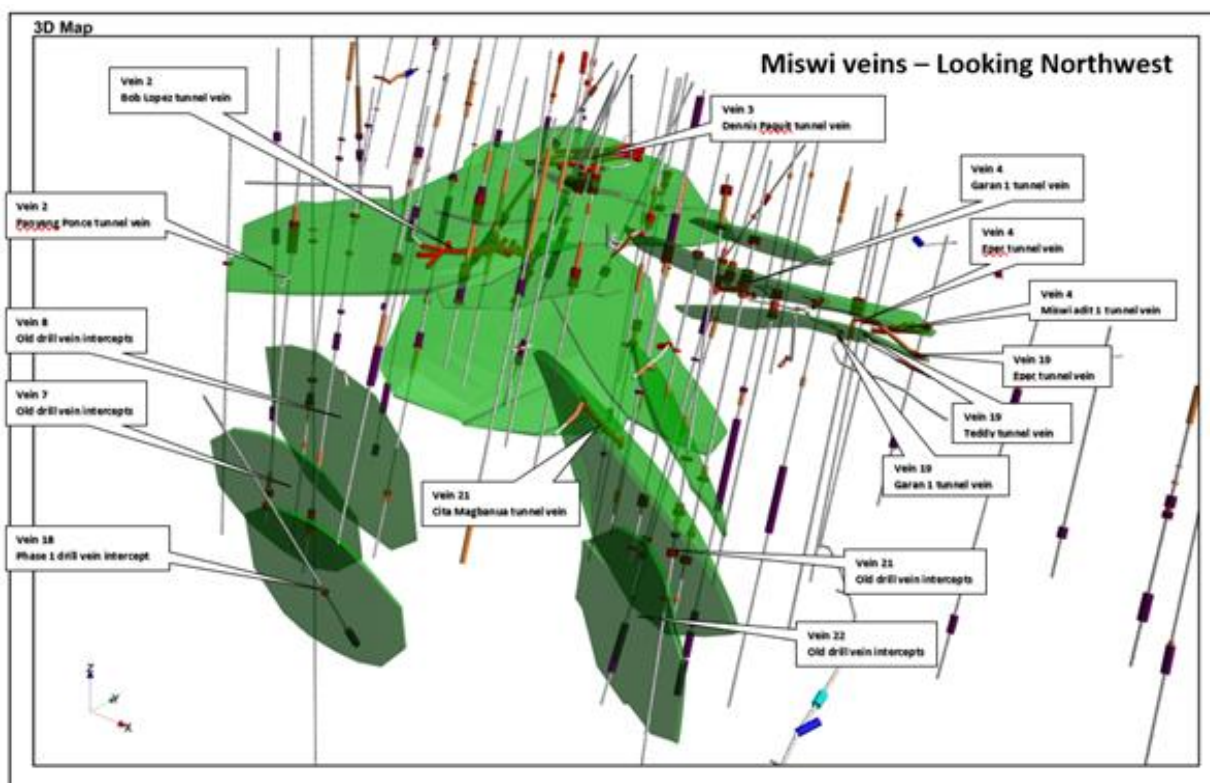 3D Map
Miswi veins – Looking Northwest
Vein 2
Bob Lopez tunnel vein
Vein 3
Dennis Paquit tunnel vein
Vein 4
Garan 1 tunnel vein
Vein 2
Ponce tunnel vein
Vein 4
Eper tunnel vein
Vein 4
Miswi adit 1 tunnel vein
Vein 8
Old drill vein intercepts
Vein 19
Eper tunnel vein
Vein 7
Old drill vein intercepts
Vein 19
Teddy tunnel vein
Vein 19
Garan 1 tunnel vein
Vein 21
Cita Magbanua tunnel vein
Vein 18
Phase 1 drill vein intercept
Vein 21
Old drill vein intercepts
Vein 22
Old drill vein intercepts
Z
Y
X